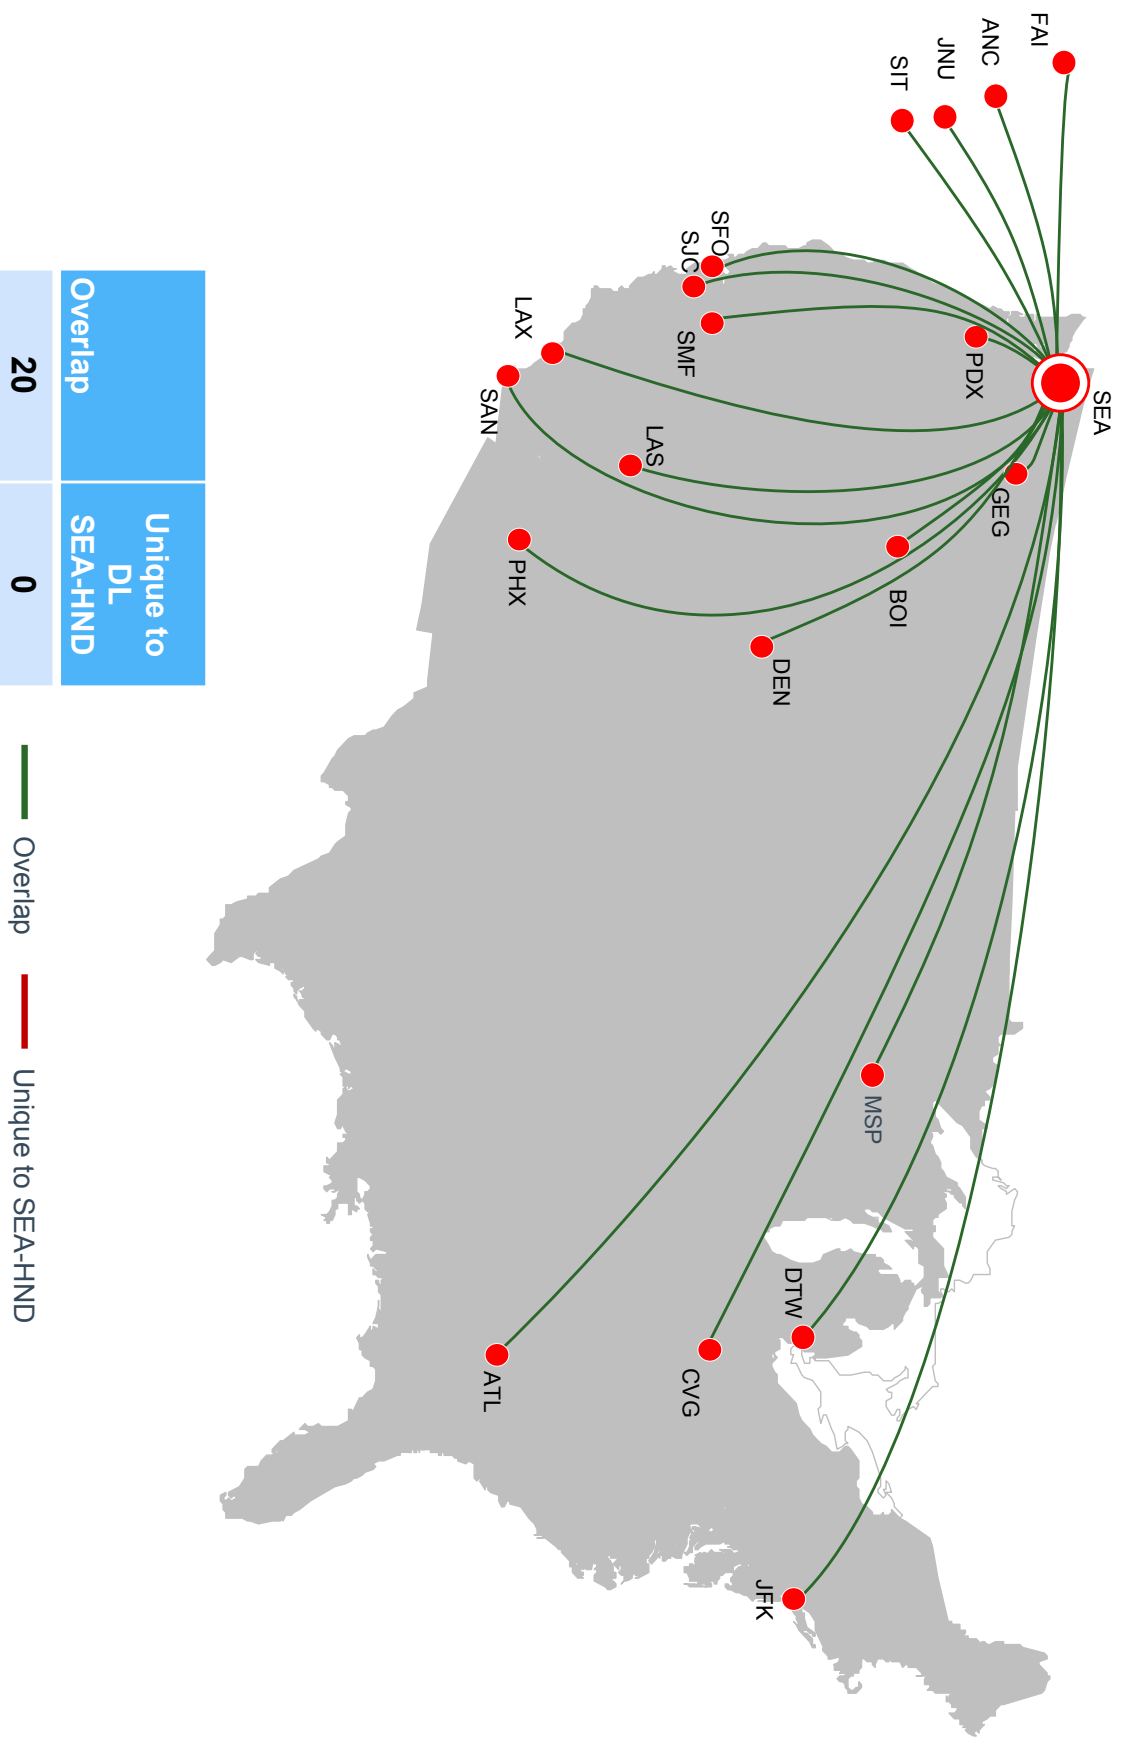 FAI
ANC
JNU
SIT
SEA
SFO
SJC
SMF
PDX
LAX
SAN
LAS
GEG
PHX
BOI
DEN
MSP
DTW
CVG
ATL
JFK
Overlap
Unique to
DL
SEA-HND
20
0
Overlap
Unique to SEA-HND